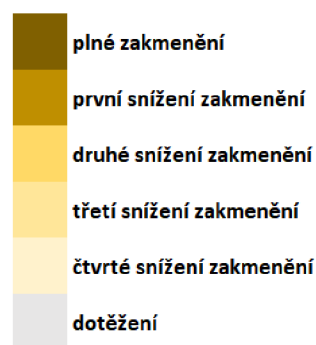 plné zakmenění
první snížení zakmenění
druhé snížení zakmenění
třetí snížení zakmenění
čtvrté snížení zakmenění
dotěžení